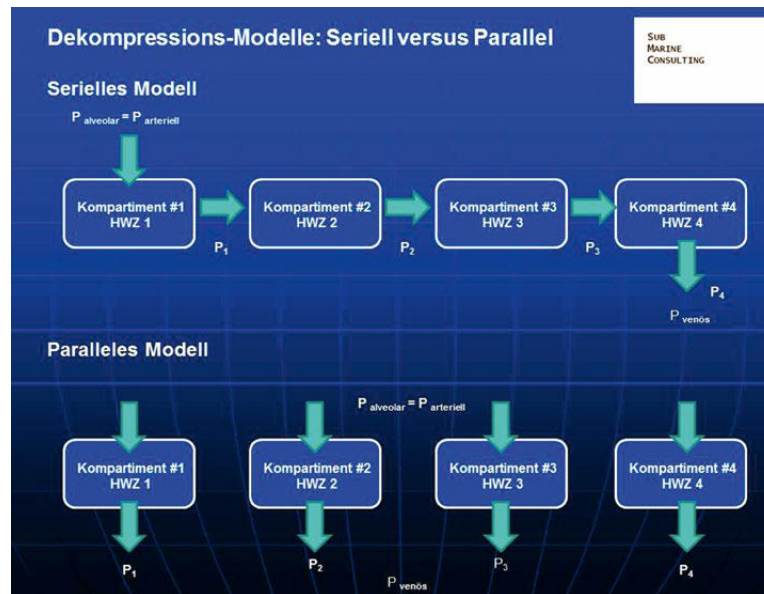 Dekompressions-Modelle: Seriell versus Parallel
SUB
MARINE
CONSULTING
Serielles Modell
P alveolar = P arteriell
Kompartiment #1
HWZ 1
Kompartiment #2
HWZ 2
Kompartiment #3
HWZ 3
Kompartiment #4
HWZ 4
P1
P2
P3
P4
P venös
Paralleles Modell
P alveolar = P arteriell
Kompartiment #1
HWZ 1
Kompartiment #2
HWZ 2
Kompartiment #3
HWZ 3
Kompartiment #4
HWZ 4
P1
P2
P3
P4
P venös